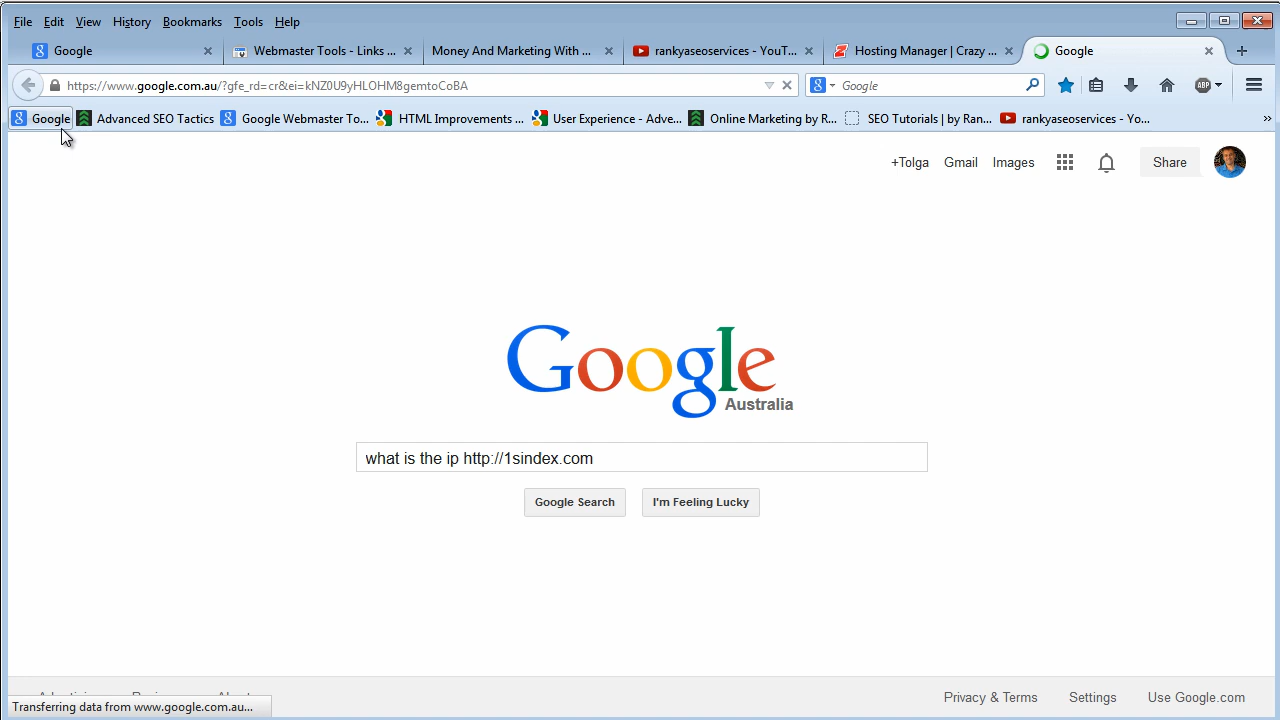 File Edit View History Bookmarks Tools Help
Google Webmaster Tools - Links ... Money And Marketing With ... rankyaseoservices - YouT... Hosting Manager | Crazy ... Google
https://www.google.com.au/?gfe_rd=cr&ei=kNZ0U9yHLOHM8gemtoCoBA Google ABP
Google Advanced SEO Tactics Google Webmaster To... HTML Improvements ... User Experience - Adve... Online Marketing by R... SEO Tutorials | by Ran... rankyaseoservices - Yo... »
+Tolga Gmail Images Share
Google
Australia
what is the ip http://1sindex.com
Google Search I'm Feeling Lucky
Privacy & Terms Settings Use Google.com
Transferring data from www.google.com.au...